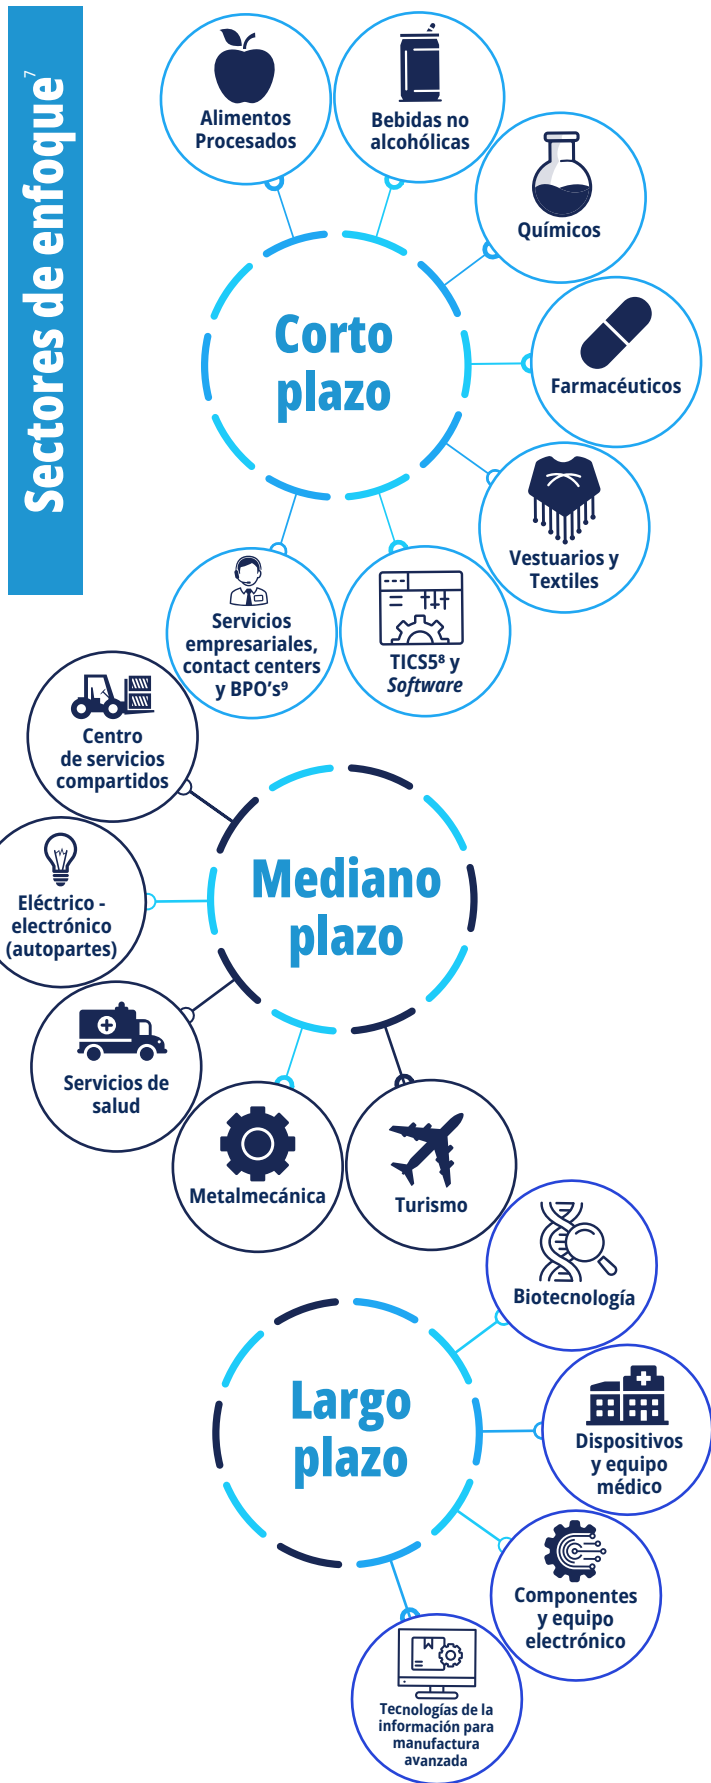 Sectores de enfoque⁷
Alimentos
Procesados
Bebidas no
alcohólicas
Químicos
Farmacéuticos
Vestuarios y
Textiles
TICS5⁸ y
Software
Servicios
empresariales,
contact centers
y BPO’s⁹
Corto
plazo
Centro
de servicios
compartidos
Eléctrico -
electrónico
(autopartes)
Servicios de
salud
Metalmecánica
Turismo
Mediano
plazo
Biotecnología
Dispositivos
y equipo
médico
Componentes
y equipo
electrónico
Tecnologías de la
información para
manufactura
avanzada
Largo
plazo